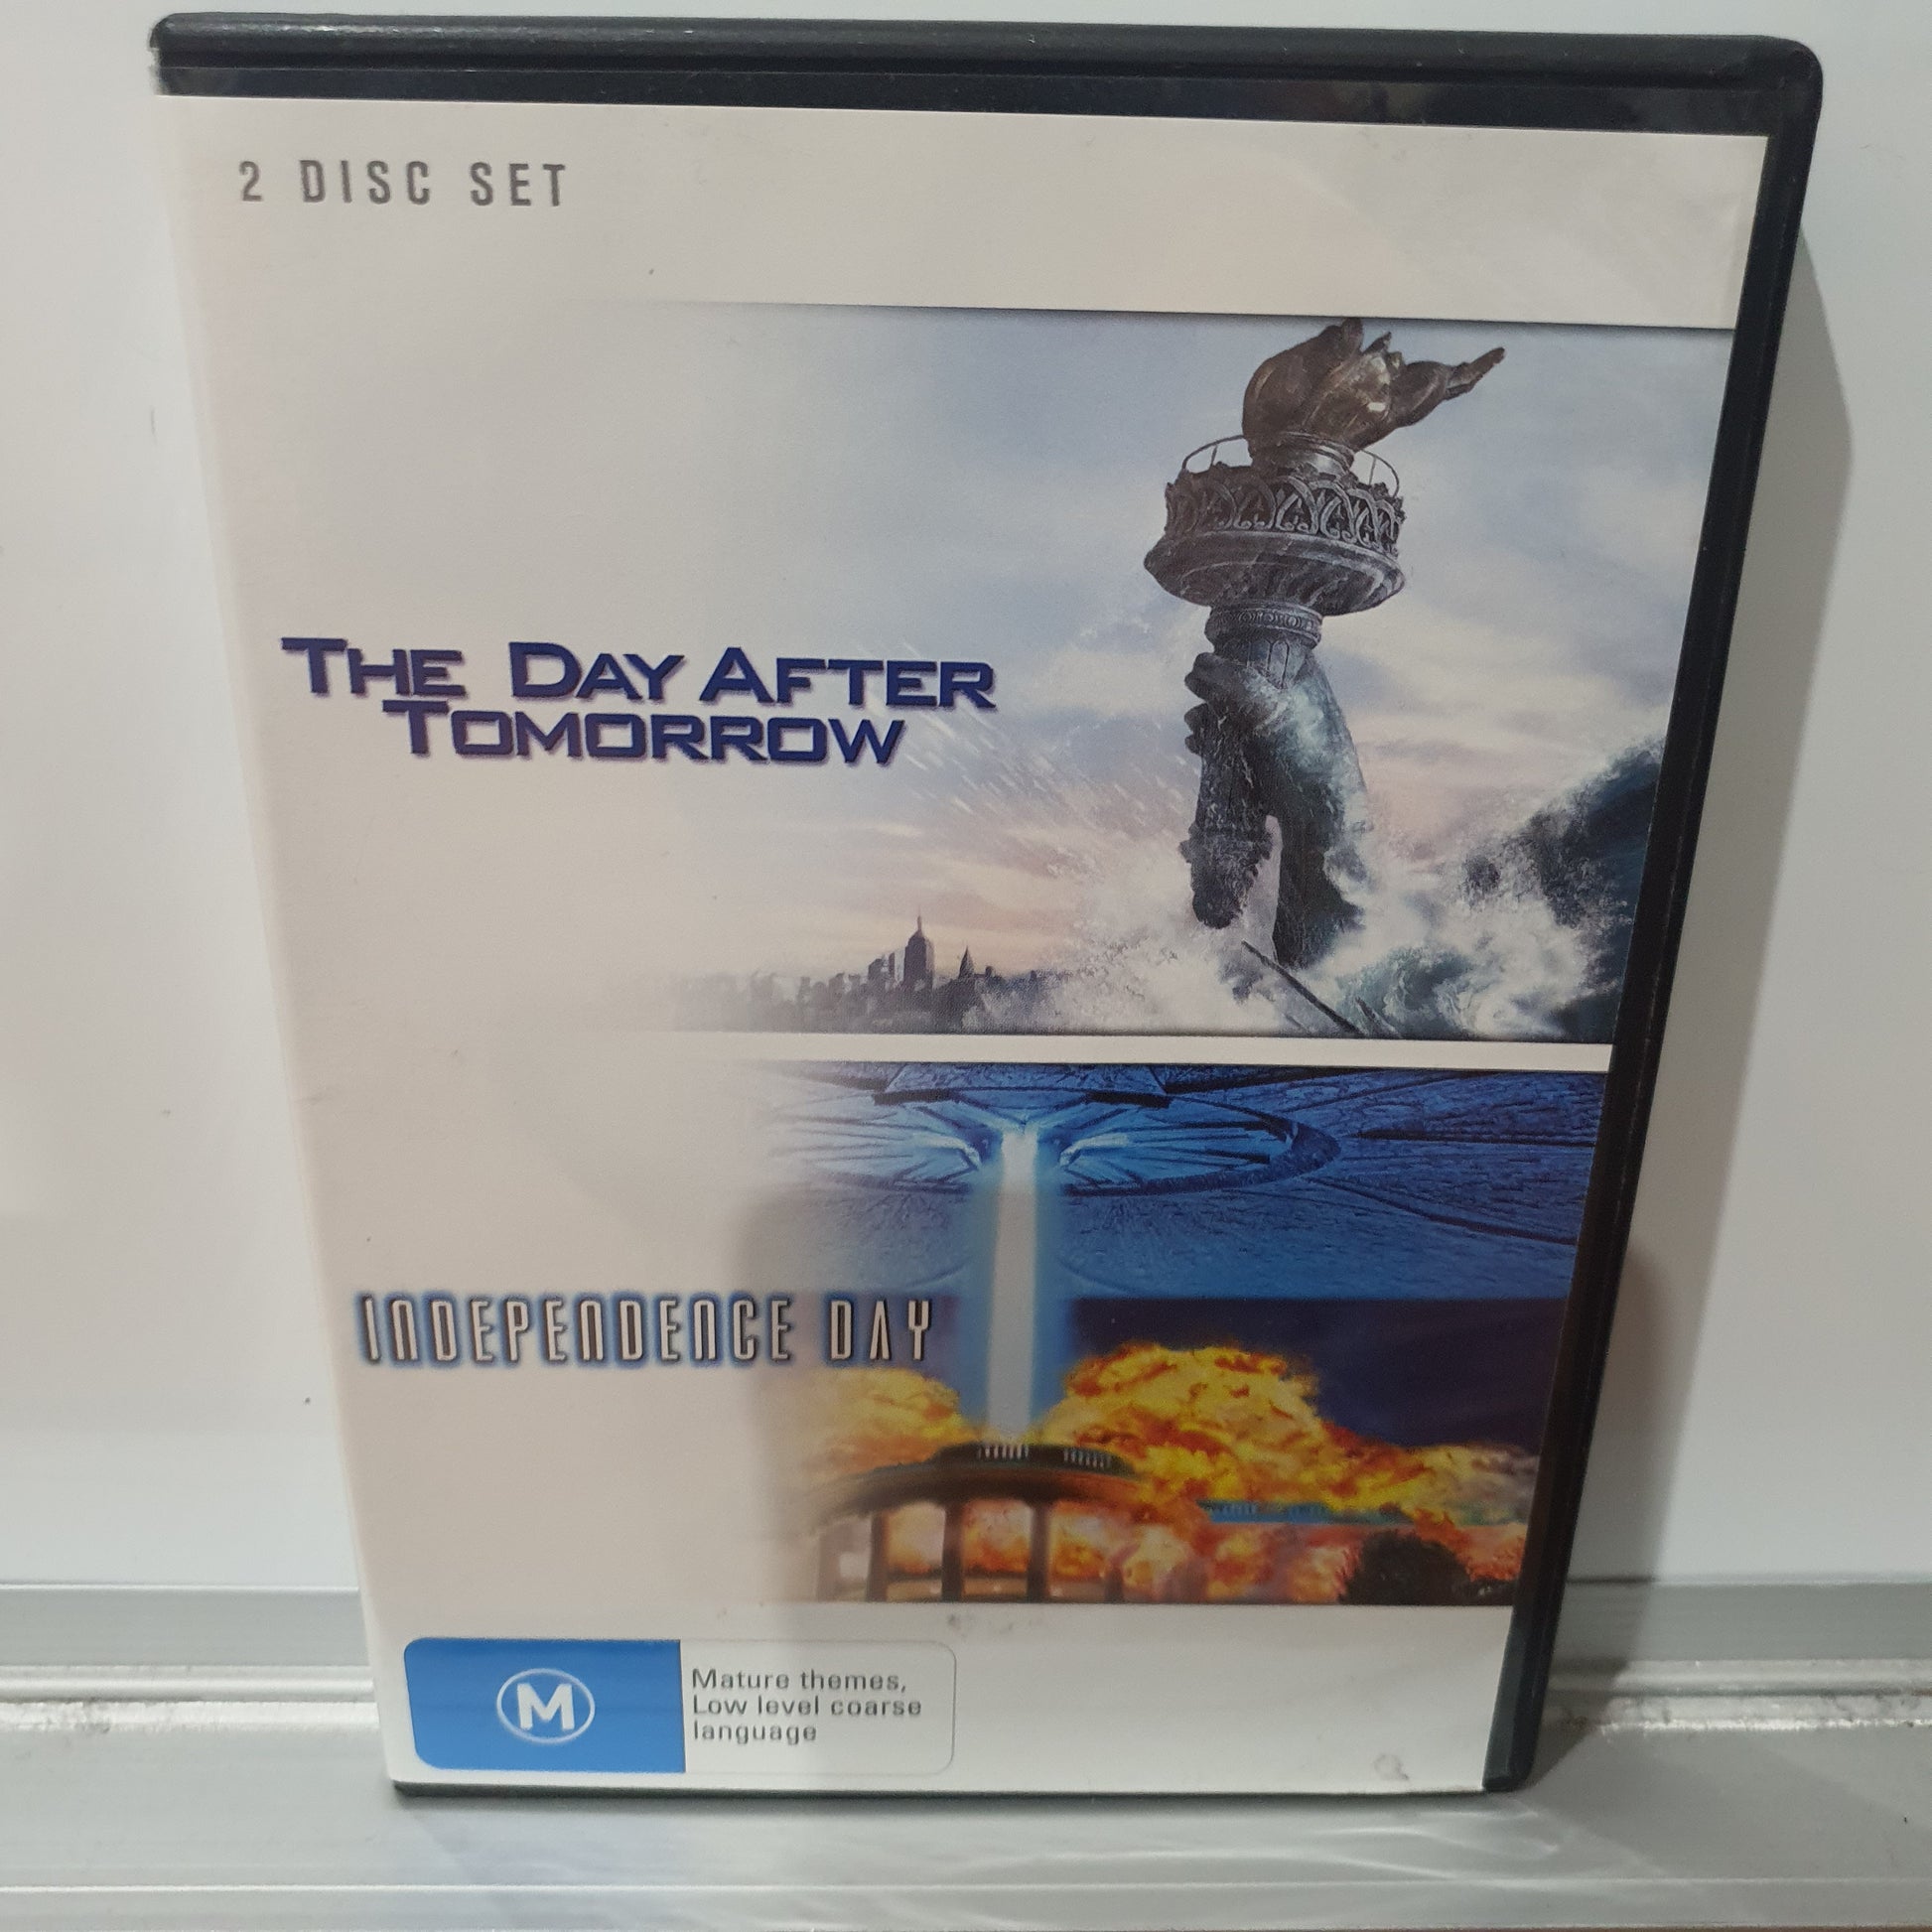 2 DISC SET
THE DAY AFTER
TOMORROW
INDEPENDENCE DAY
M
Mature themes,
Low level coarse
language